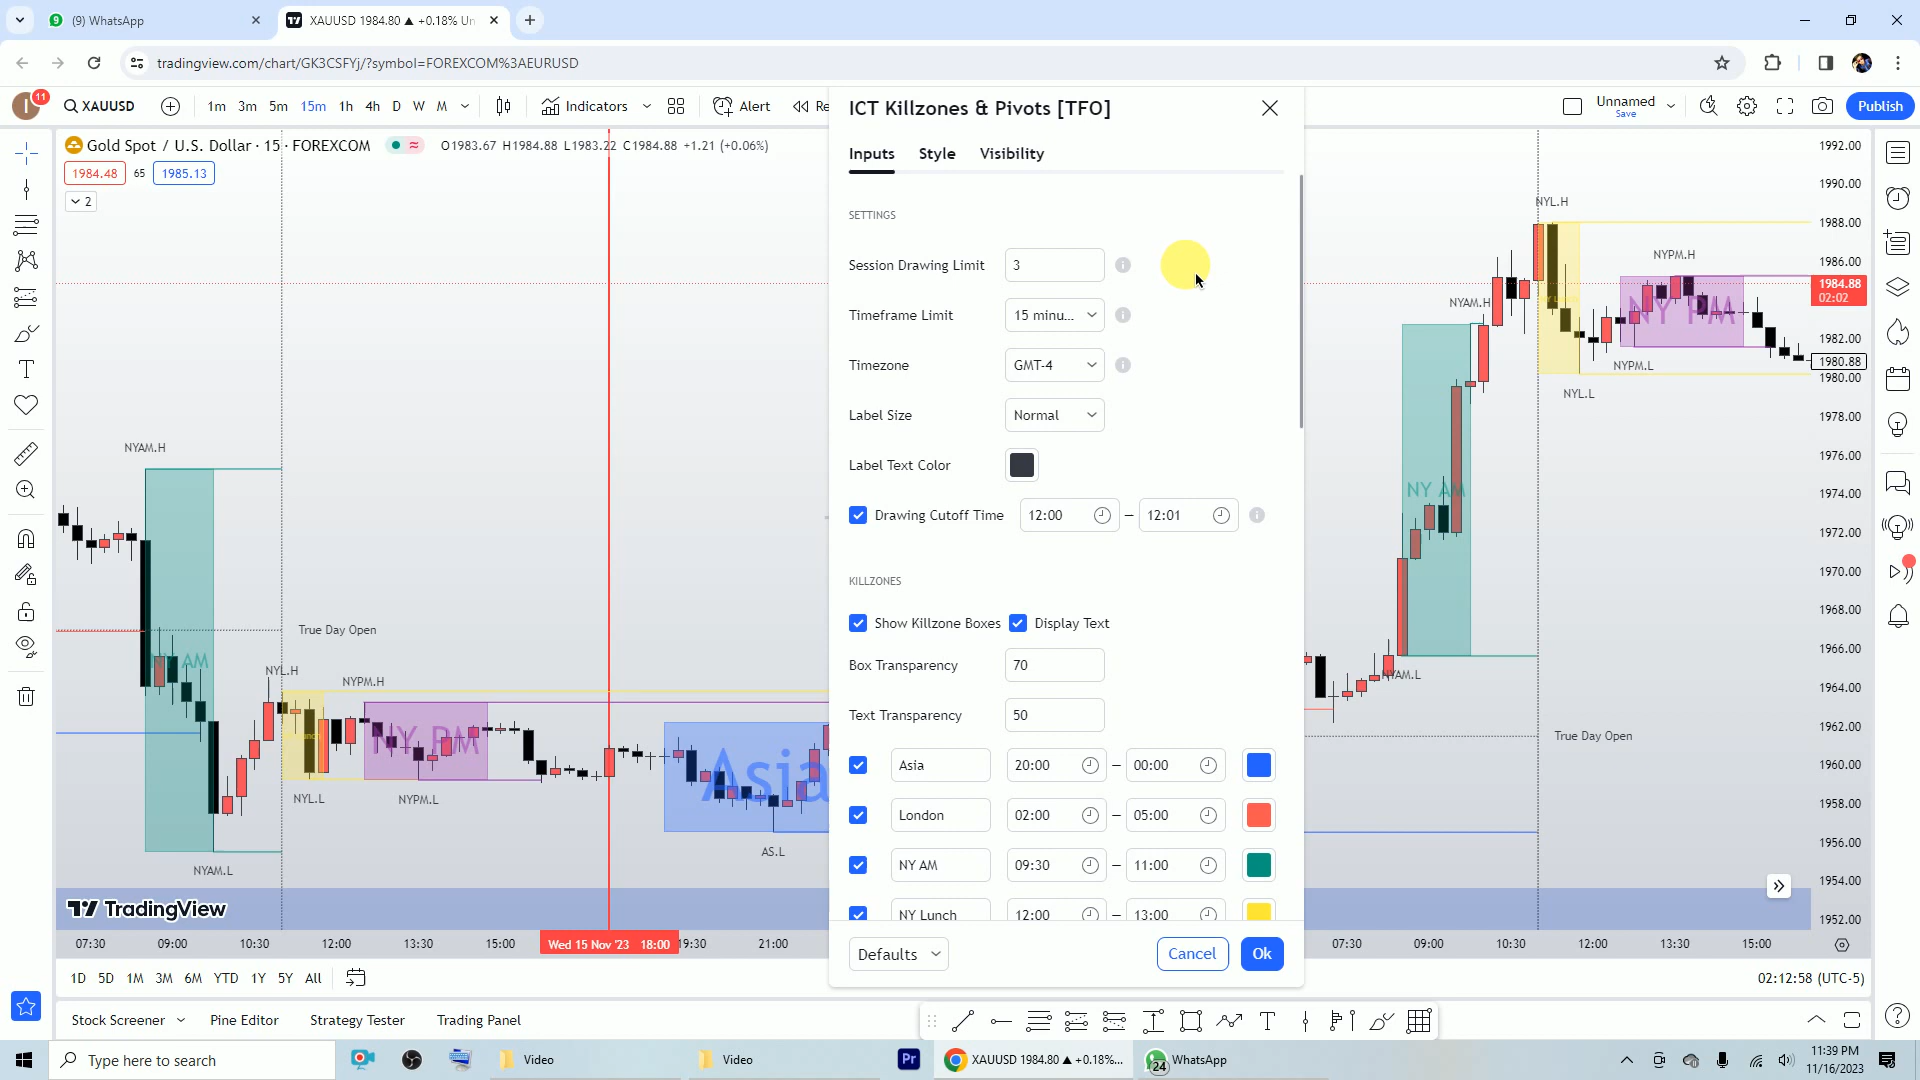 (9) WhatsApp
XAUUSD 1984.80 ▲ +0.18% Un
tradingview.com/chart/GK3CSFYj/?symbol=FOREXCOM%3AEURUSD
11
XAUUSD
1m 3m 5m 15m 1h 4h D W M
Indicators
Alert
Re
Unnamed
Save
Publish
Gold Spot / U.S. Dollar · 15 · FOREXCOM
O1983.67 H1984.88 L1983.22 C1984.88 +1.21 (+0.06%)
1984.48 65 1985.13
2
ICT Killzones & Pivots [TFO]
Inputs Style Visibility
SETTINGS
Session Drawing Limit 3
Timeframe Limit 15 minu...
Timezone GMT-4
Label Size Normal
Label Text Color
Drawing Cutoff Time 12:00 – 12:01
KILLZONES
Show Killzone Boxes Display Text
Box Transparency 70
Text Transparency 50
Asia 20:00 – 00:00
London 02:00 – 05:00
NY AM 09:30 – 11:00
NY Lunch 12:00 – 13:00
Defaults Cancel Ok
NYAM.H
NY AM
NYAM.L
True Day Open
NYL.H
NYPM.H
NY PM
NYL.L
NYPM.L
Asia
AS.L
NYAM.H
NY AM
NYAM.L
NYL.H
NYPM.H
NY PM
NYPM.L
NYL.L
True Day Open
1992.00
1990.00
1988.00
1986.00
1984.88
02:02
1982.00
1980.88
1980.00
1978.00
1976.00
1974.00
1972.00
1970.00
1968.00
1966.00
1964.00
1962.00
1960.00
1958.00
1956.00
1954.00
1952.00
TradingView
07:30 09:00 10:30 12:00 13:30 15:00 Wed 15 Nov '23 18:00 19:30 21:00 07:30 09:00 10:30 12:00 13:30 15:00
1D 5D 1M 3M 6M YTD 1Y 5Y All
02:12:58 (UTC-5)
Stock Screener Pine Editor Strategy Tester Trading Panel
Type here to search
Video
Video
Pr
XAUUSD 1984.80 ▲ +0.18%...
24
WhatsApp
11:39 PM
11/16/2023